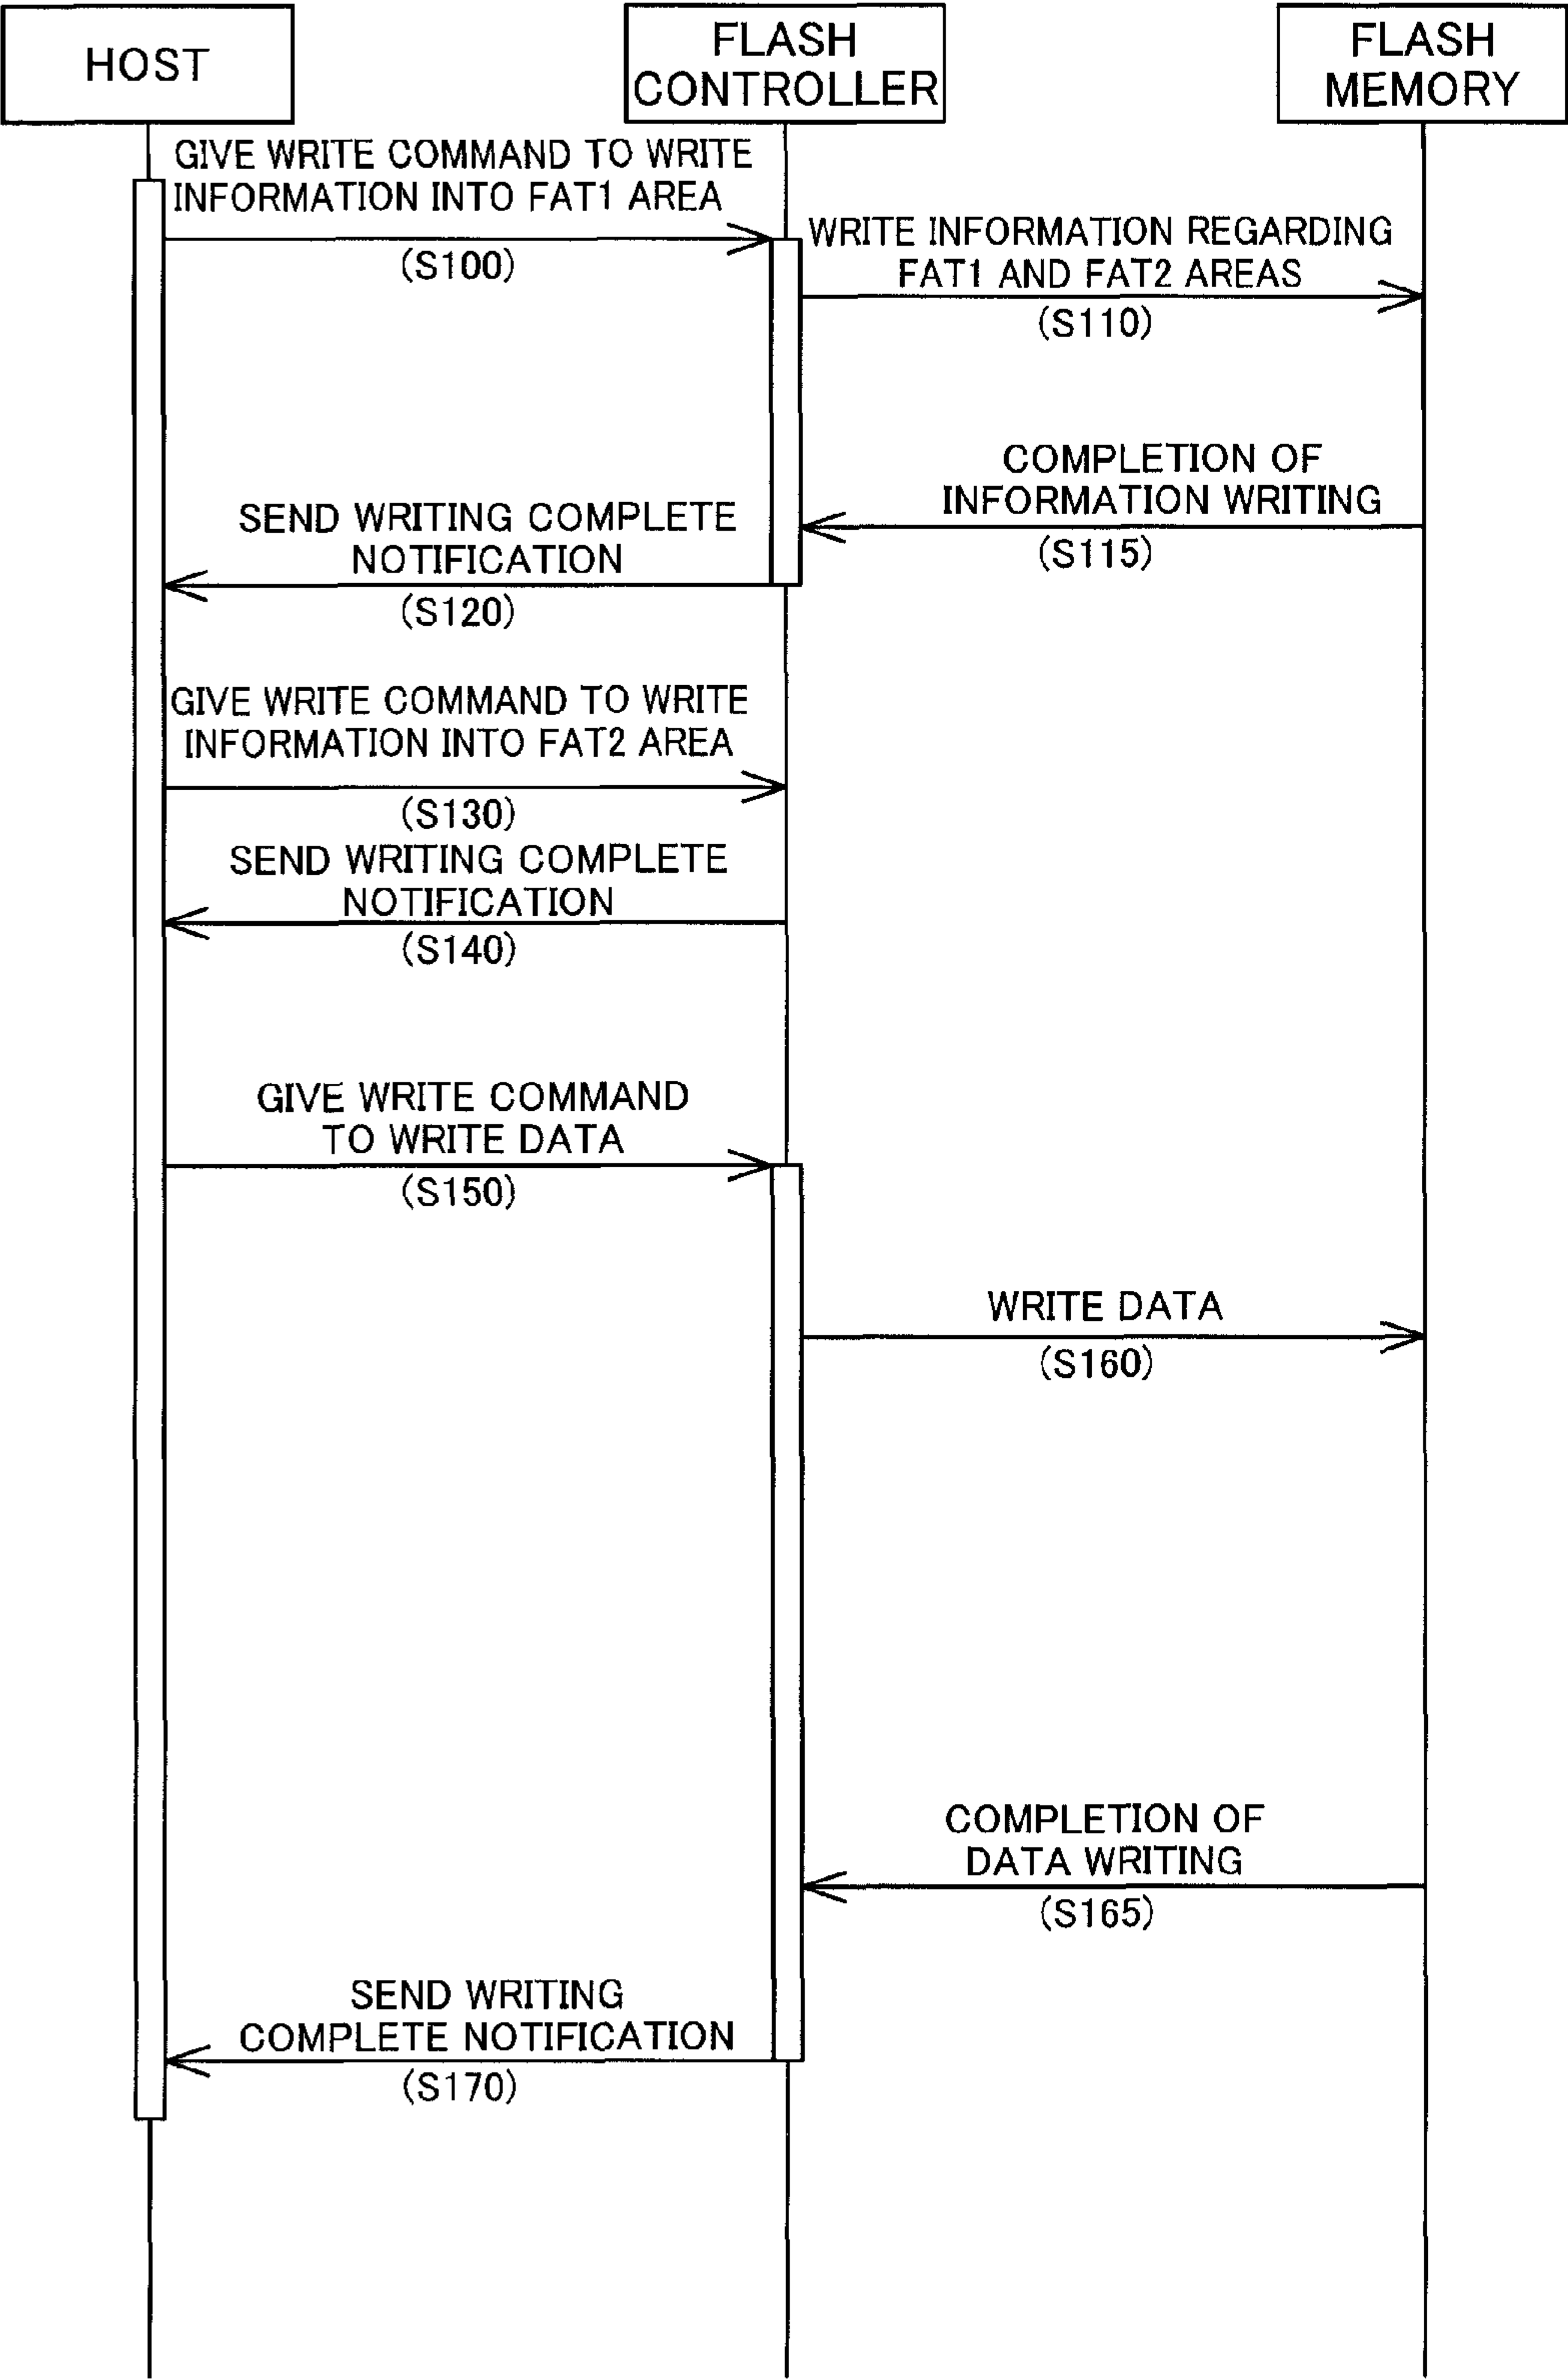 HOST
FLASH
CONTROLLER
FLASH
MEMORY
GIVE WRITE COMMAND TO WRITE
INFORMATION INTO FAT1 AREA
(S100)
WRITE INFORMATION REGARDING
FAT1 AND FAT2 AREAS
(S110)
COMPLETION OF
INFORMATION WRITING
(S115)
SEND WRITING COMPLETE
NOTIFICATION
(S120)
GIVE WRITE COMMAND TO WRITE
INFORMATION INTO FAT2 AREA
(S130)
SEND WRITING COMPLETE
NOTIFICATION
(S140)
GIVE WRITE COMMAND
TO WRITE DATA
(S150)
WRITE DATA
(S160)
COMPLETION OF
DATA WRITING
(S165)
SEND WRITING
COMPLETE NOTIFICATION
(S170)